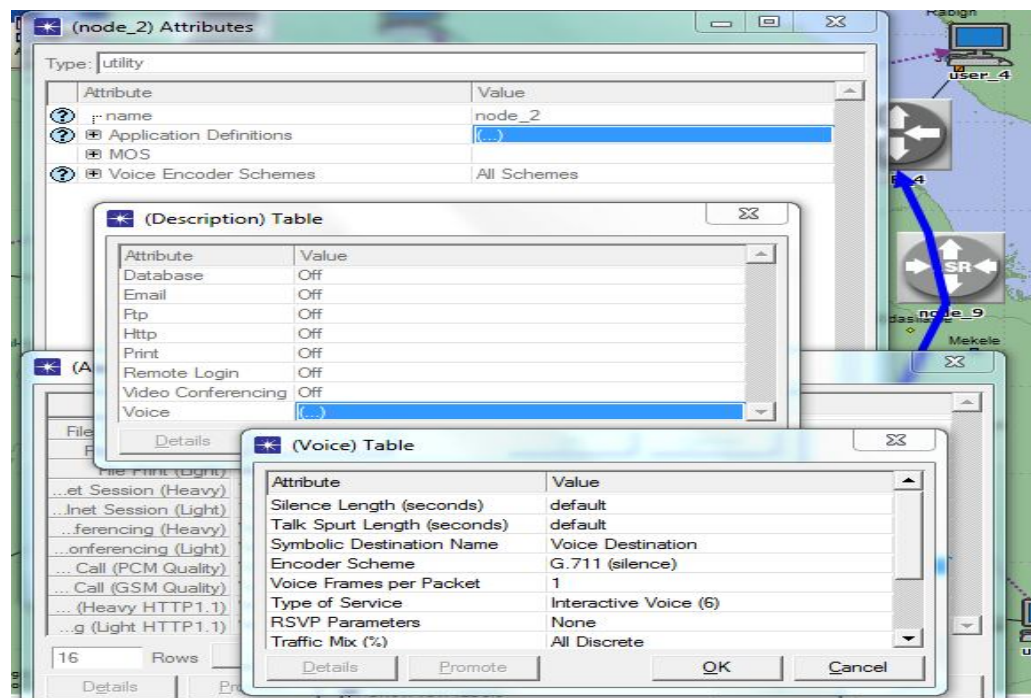 (node_2) Attributes
Type: utility
Attribute Value
name node_2
Application Definitions (...)
MOS
Voice Encoder Schemes All Schemes
(Description) Table
Attribute Value
Database Off
Email Off
Ftp Off
Http Off
Print Off
Remote Login Off
Video Conferencing Off
Voice (...)
Details
(A
File
(Voice) Table
Attribute Value
Silence Length (seconds) default
Talk Spurt Length (seconds) default
Symbolic Destination Name Voice Destination
Encoder Scheme G.711 (silence)
Voice Frames per Packet 1
Type of Service Interactive Voice (6)
RSVP Parameters None
Traffic Mix (%) All Discrete
Details Promote OK Cancel
File Print (Light)
...et Session (Heavy)
...lnet Session (Light)
...ferencing (Heavy)
...onferencing (Light)
... Call (PCM Quality)
... Call (GSM Quality)
... (Heavy HTTP1.1)
...g (Light HTTP1.1)
16 Rows
Details Pro
Rabigh
user_4
SR
node_9
Mekele